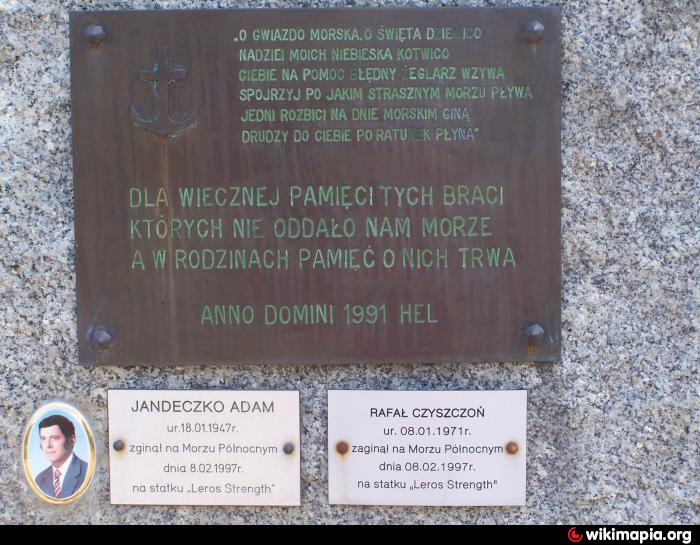 „O GWIAZDO MORSKA, O ŚWIĘTA DZIEWICO
NADZIEI MOICH NIEBIESKA KOTWICO
CIEBIE NA POMOC BŁĘDNY ŻEGLARZ WZYWA
SPOJRZYJ PO JAKIM STRASZNYM MORZU PŁYWA
JEDNI ROZBICI NA DNIE MORSKIM GINĄ
DRUDZY DO CIEBIE PO RATUNEK PŁYNĄ"
DLA WIECZNEJ PAMIĘCI TYCH BRACI
KTÓRYCH NIE ODDAŁO NAM MORZE
A W RODZINACH PAMIĘĆ O NICH TRWA
ANNO DOMINI 1991 HEL
JANDECZKO ADAM
ur.18.01.1947r.
zginął na Morzu Północnym
dnia 8.02.1997r.
na statku „Leros Strength"
RAFAŁ CZYSZCZOŃ
ur. 08.01.1971r.
zaginął na Morzu Północnym
dnia 08.02.1997r.
na statku „Leros Strength"
wikimapia.org